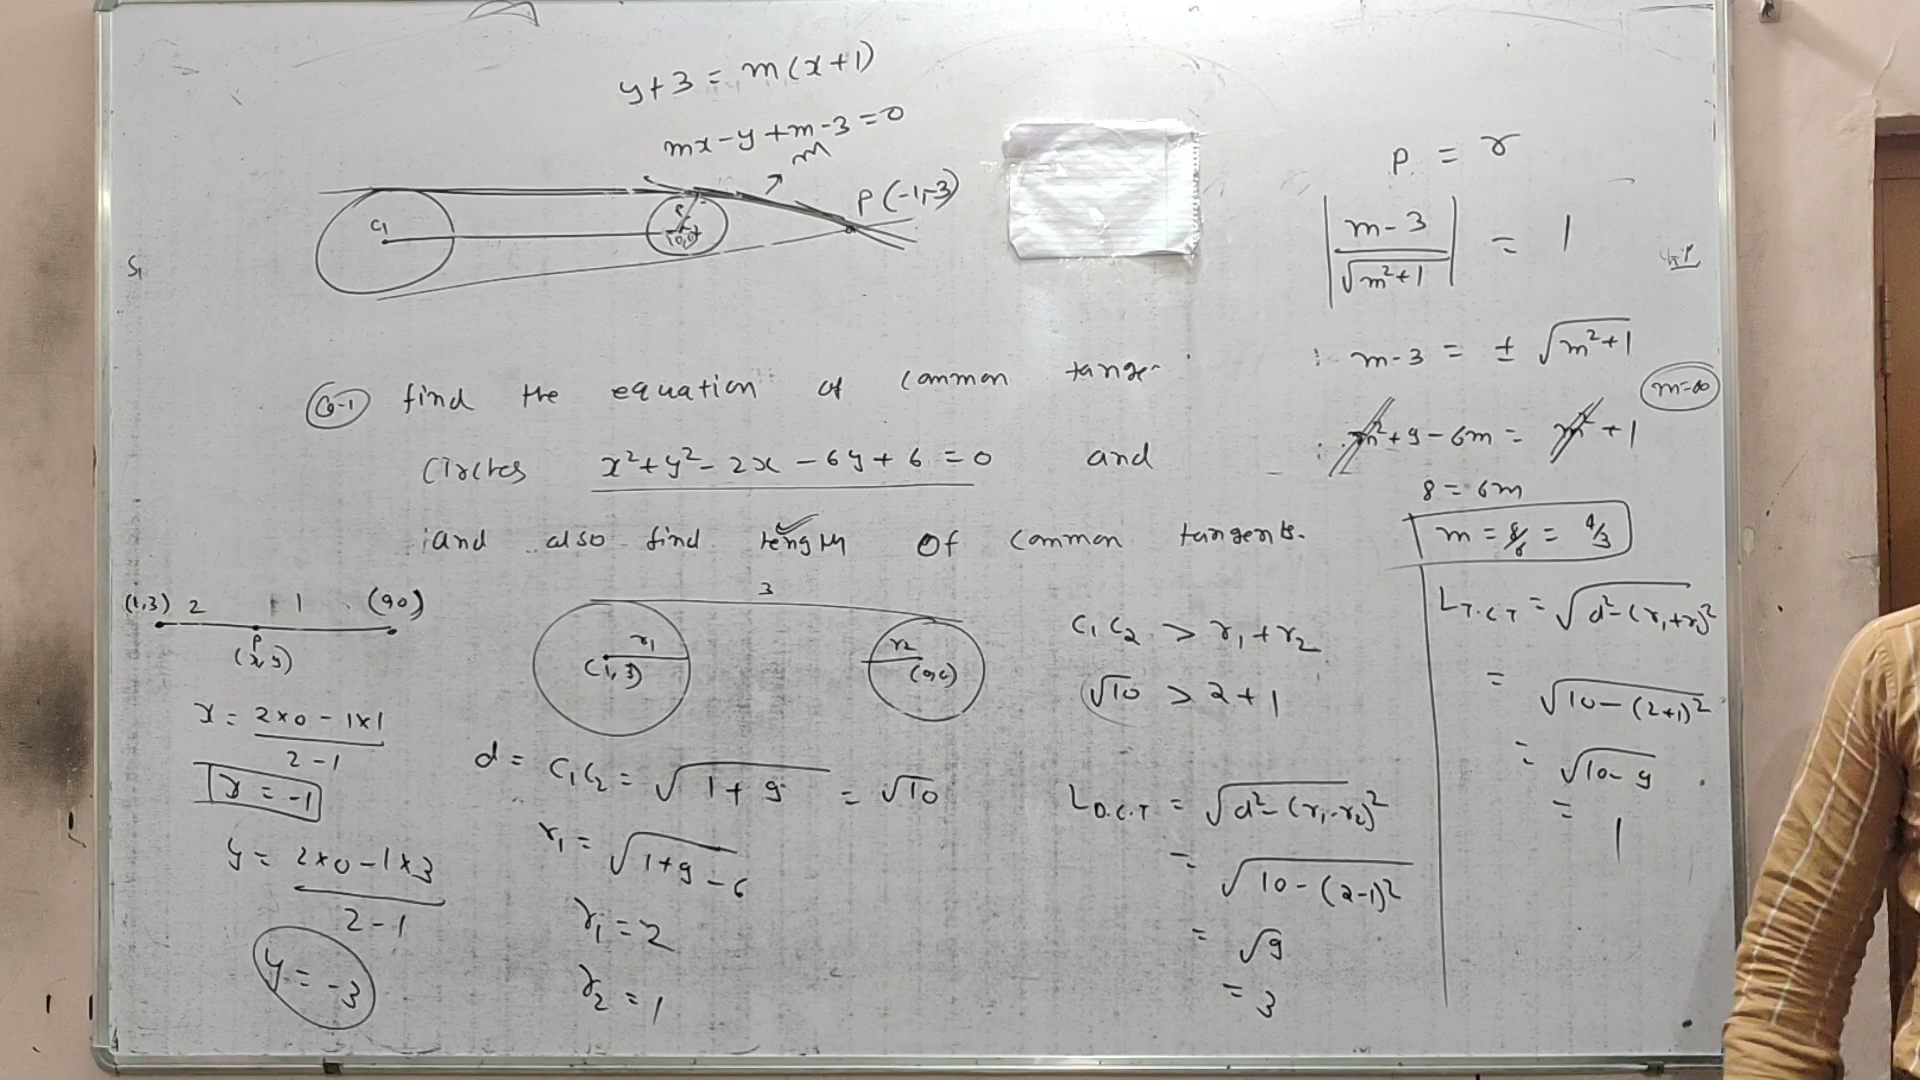 y+3 = m(x+1)
mx-y+m-3=0
m
P(-1,-3)
C1
(0,0)
S1
P = r
|m-3/√m²+1| = 1
m-3 = ± √m²+1
m=∞
m²+9-6m = m²+1
8 = 6m
m = 8/6 = 4/3
Q-1 find the equation of common tange-
circles x²+y²-2x-6y+6=0 and
and also find length of common tangents.
(1,3) 2 1
P
(x,y)
x = 2×0-1×1/2-1
x = -1
y = 2×0-1×3/2-1
y = -3
3
r1 r2
(1,3)
d = C1C2 = √1+9 = √10
r1 = √1+9-6
r1 = 2
r2 = 1
C1C2 > r1+r2
√10 > 2+1
LD.C.T = √d²-(r1-r2)²
= √10-(2-1)²
= √9
= 3
LT.C.T = √d²-(r1+r2)²
= √10-(2+1)²
= √10-9
= 1